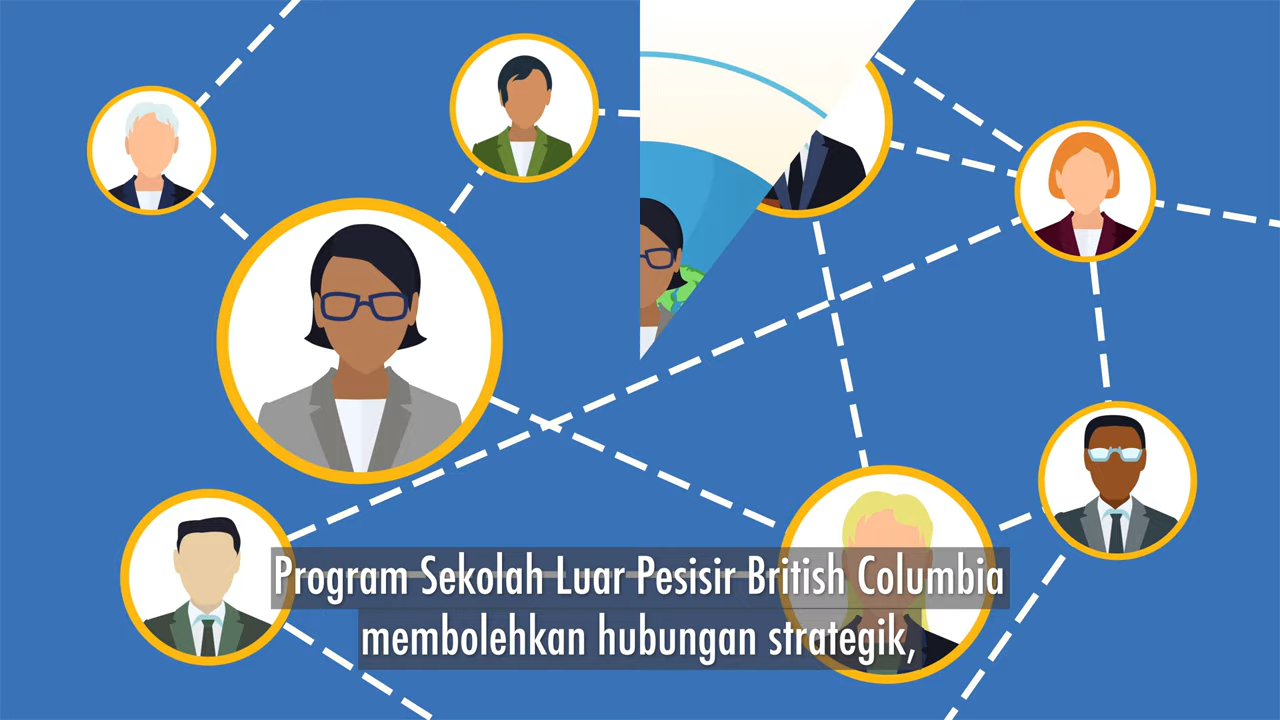 Program Sekolah Luar Pesisir British Columbia
membolehkan hubungan strategik,